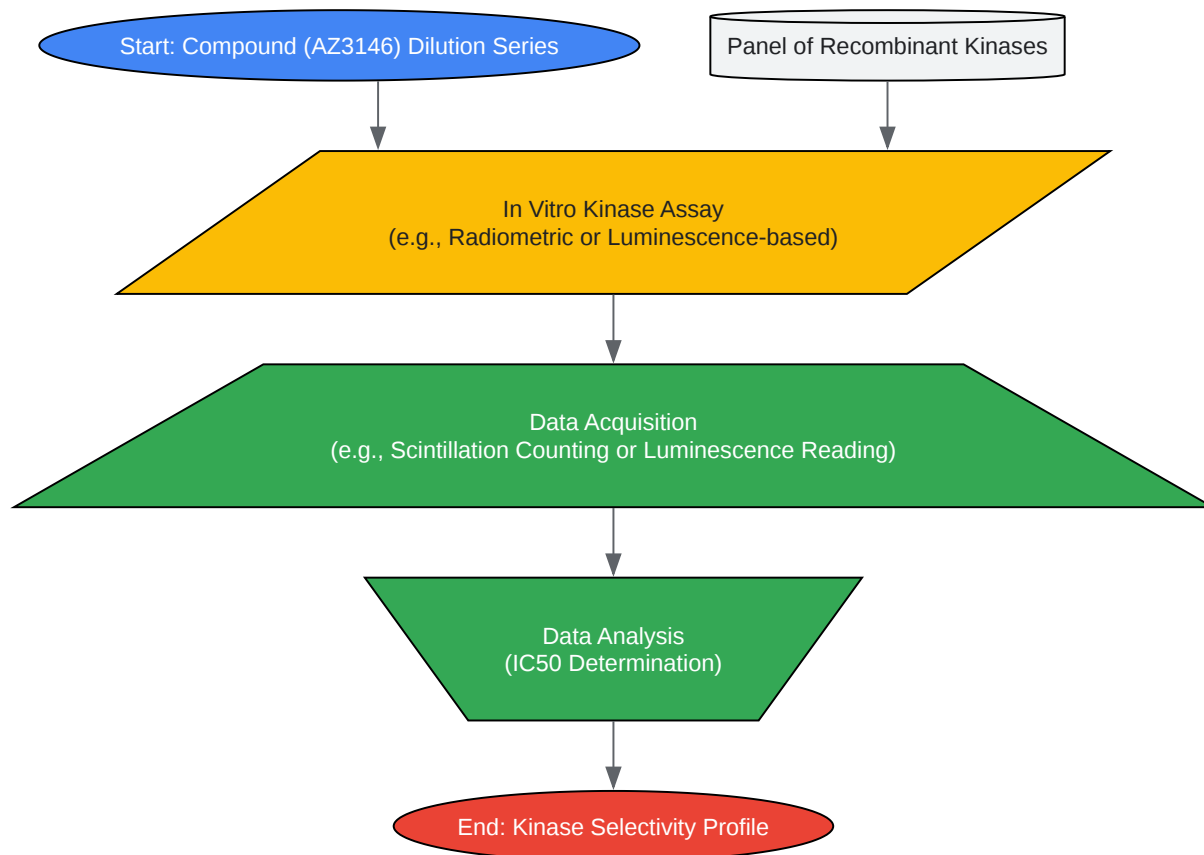 Start: Compound (AZ3146) Dilution Series
Panel of Recombinant Kinases
In Vitro Kinase Assay
(e.g., Radiometric or Luminescence-based)
Data Acquisition
(e.g., Scintillation Counting or Luminescence Reading)
Data Analysis
(IC50 Determination)
End: Kinase Selectivity Profile